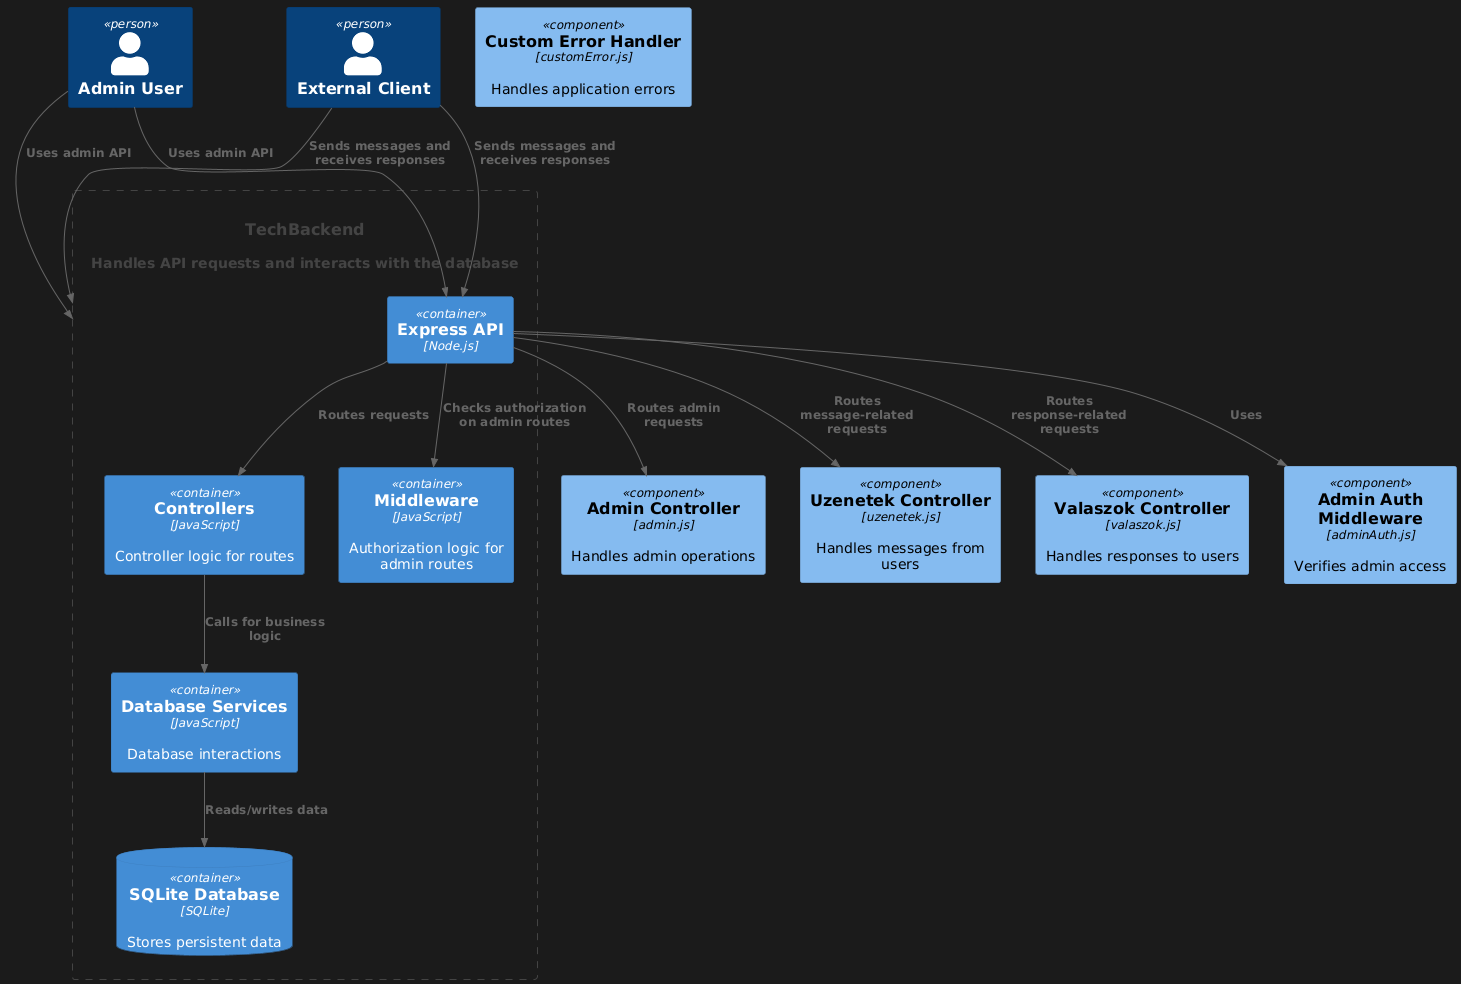 «person»
Admin User
«person»
External Client
«component»
Custom Error Handler
[customError.js]
Handles application errors
Uses admin API
Uses admin API
Sends messages and
receives responses
Sends messages and
receives responses
TechBackend
Handles API requests and interacts with the database
«container»
Express API
[Node.js]
Routes requests
Checks authorization
on admin routes
Routes admin
requests
Routes
message-related
requests
Routes
response-related
requests
Uses
«container»
Controllers
[JavaScript]
Controller logic for routes
«container»
Middleware
[JavaScript]
Authorization logic for
admin routes
«component»
Admin Controller
[admin.js]
Handles admin operations
«component»
Uzenetek Controller
[uzenetek.js]
Handles messages from
users
«component»
Valaszok Controller
[valaszok.js]
Handles responses to users
«component»
Admin Auth
Middleware
[adminAuth.js]
Verifies admin access
Calls for business
logic
«container»
Database Services
[JavaScript]
Database interactions
Reads/writes data
«container»
SQLite Database
[SQLite]
Stores persistent data